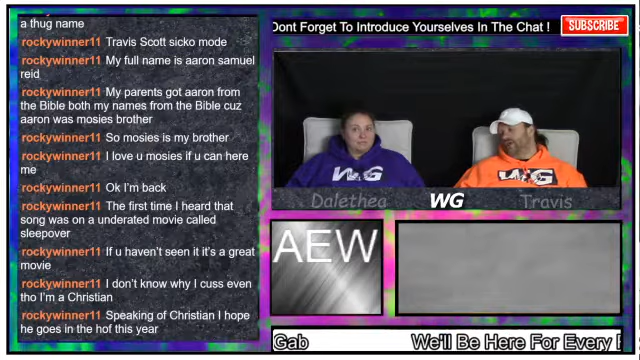 a thug name
rockywinner11 Travis Scott sicko mode
rockywinner11 My full name is aaron samuel
reid
rockywinner11 My parents got aaron from
the Bible both my names from the Bible cuz
aaron was mosies brother
rockywinner11 So mosies is my brother
rockywinner11 I love u mosies if u can here
me
rockywinner11 Ok I'm back
rockywinner11 The first time I heard that
song was on a underated movie called
sleepover
rockywinner11 If u haven't seen it it's a great
movie
rockywinner11 I don't know why I cuss even
tho I'm a Christian
rockywinner11 Speaking of Christian I hope
he goes in the hof this year
Dont Forget To Introduce Yourselves In The Chat !
SUBSCRIBE
WG
WG
Dalethea WG Travis
AEW
Gab We'll Be Here For Every